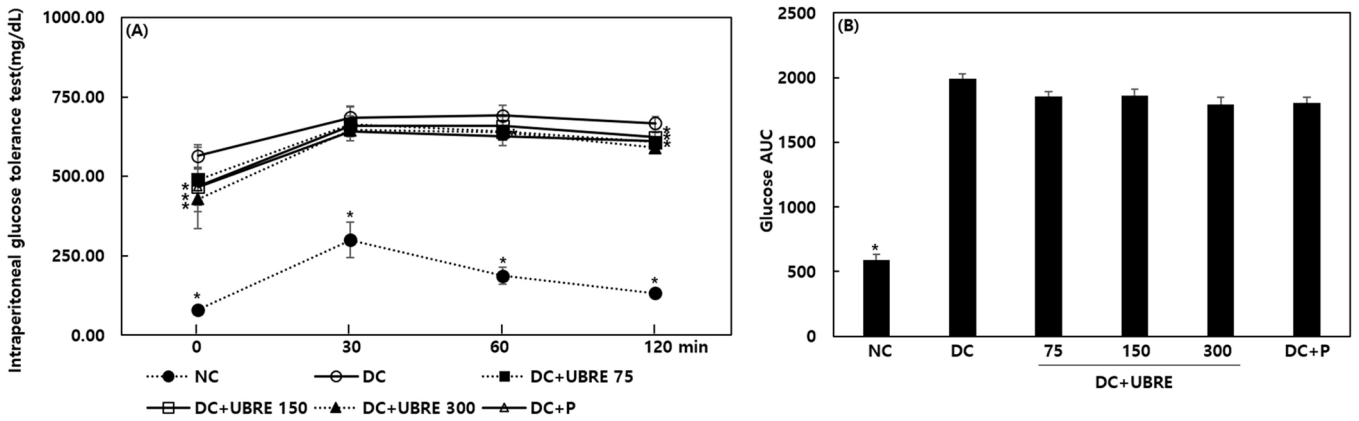 Intraperitoneal glucose tolerance test(mg/dL)
1000.00
750.00
500.00
250.00
0.00
(A)
*
*
*
*
*
*
*
*
*
*
*
0 30 60 120 min
NC DC DC+UBRE 75
DC+UBRE 150 DC+UBRE 300 DC+P
Glucose AUC
2500
2000
1500
1000
500
0
(B)
*
NC DC 75 150 300 DC+P
DC+UBRE